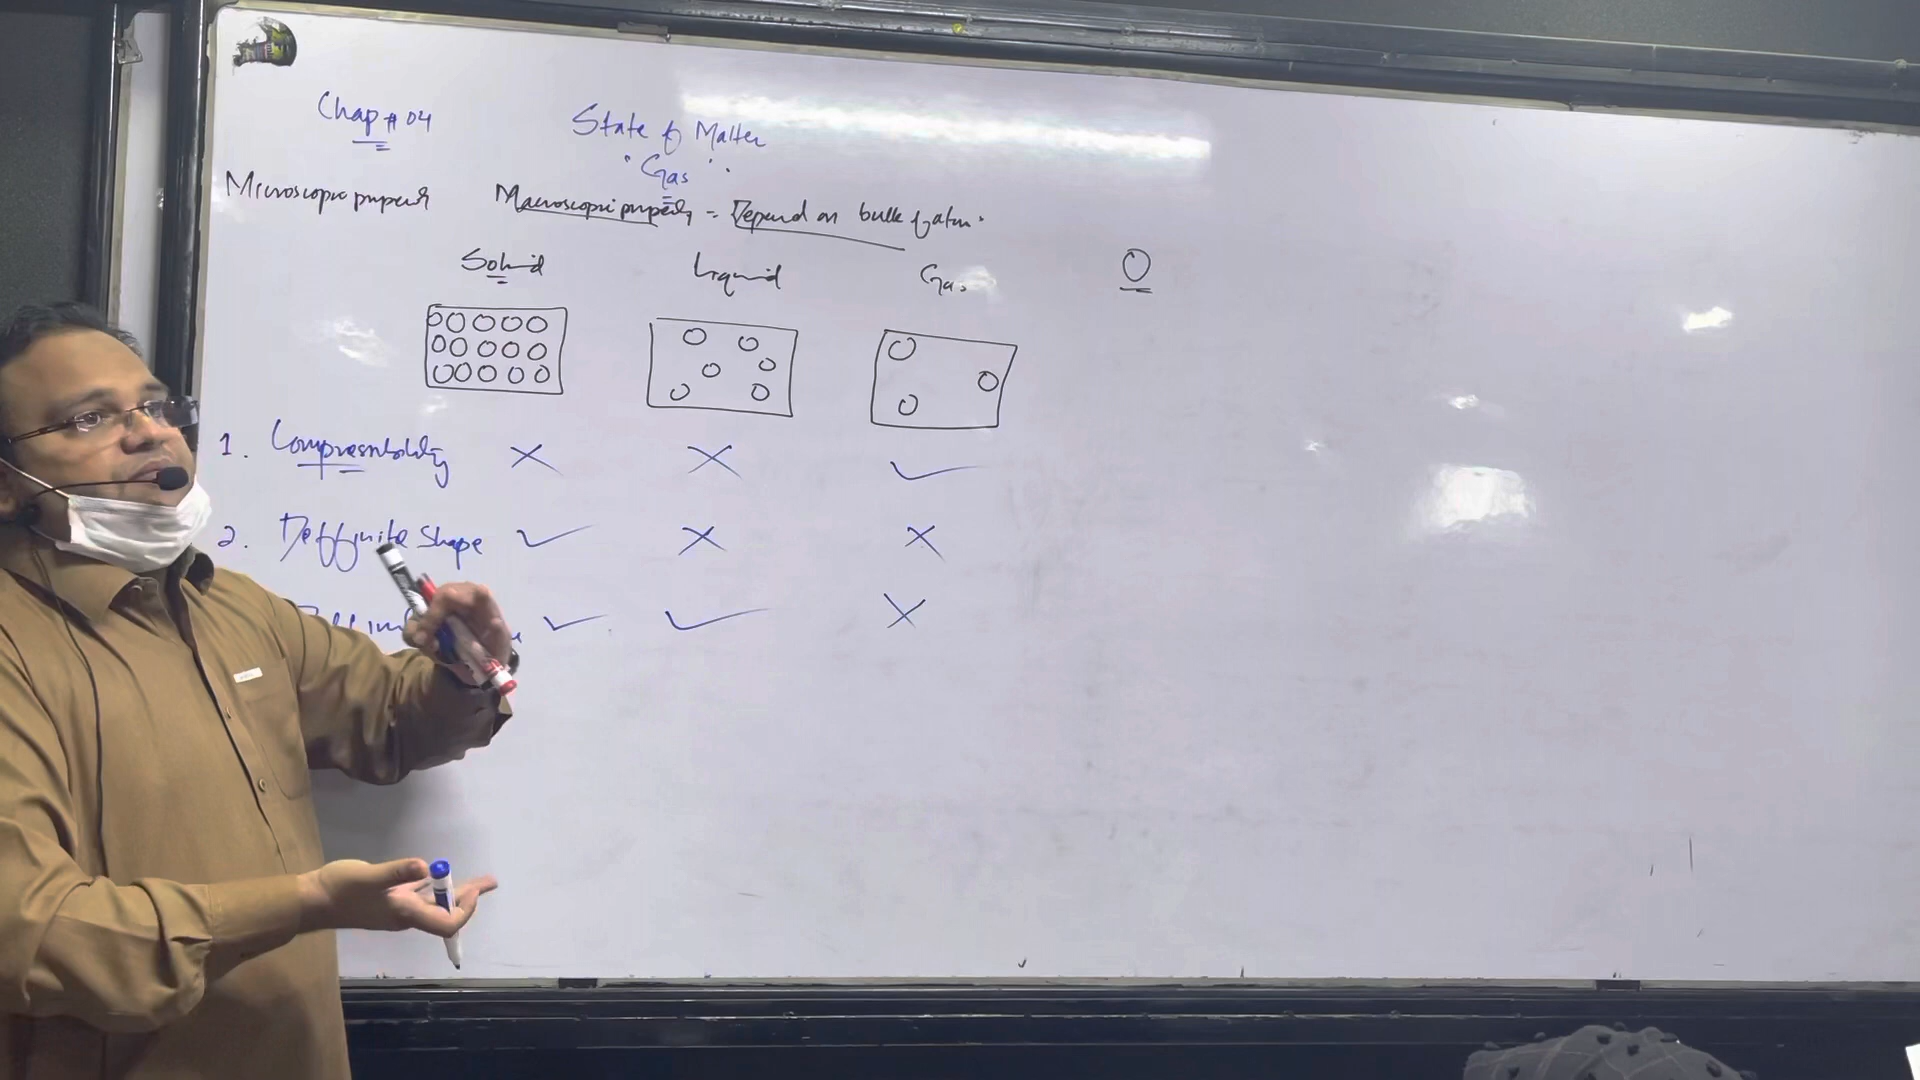 Chap # 04
State of Matter
"Gas"
Microscopic property Macroscopic property = Depend on bulk of atom.
Solid Liquid Gas
1. Compressibility × × ✓
2. Deffinite Shape ✓ × ×
✓ ✓ ×